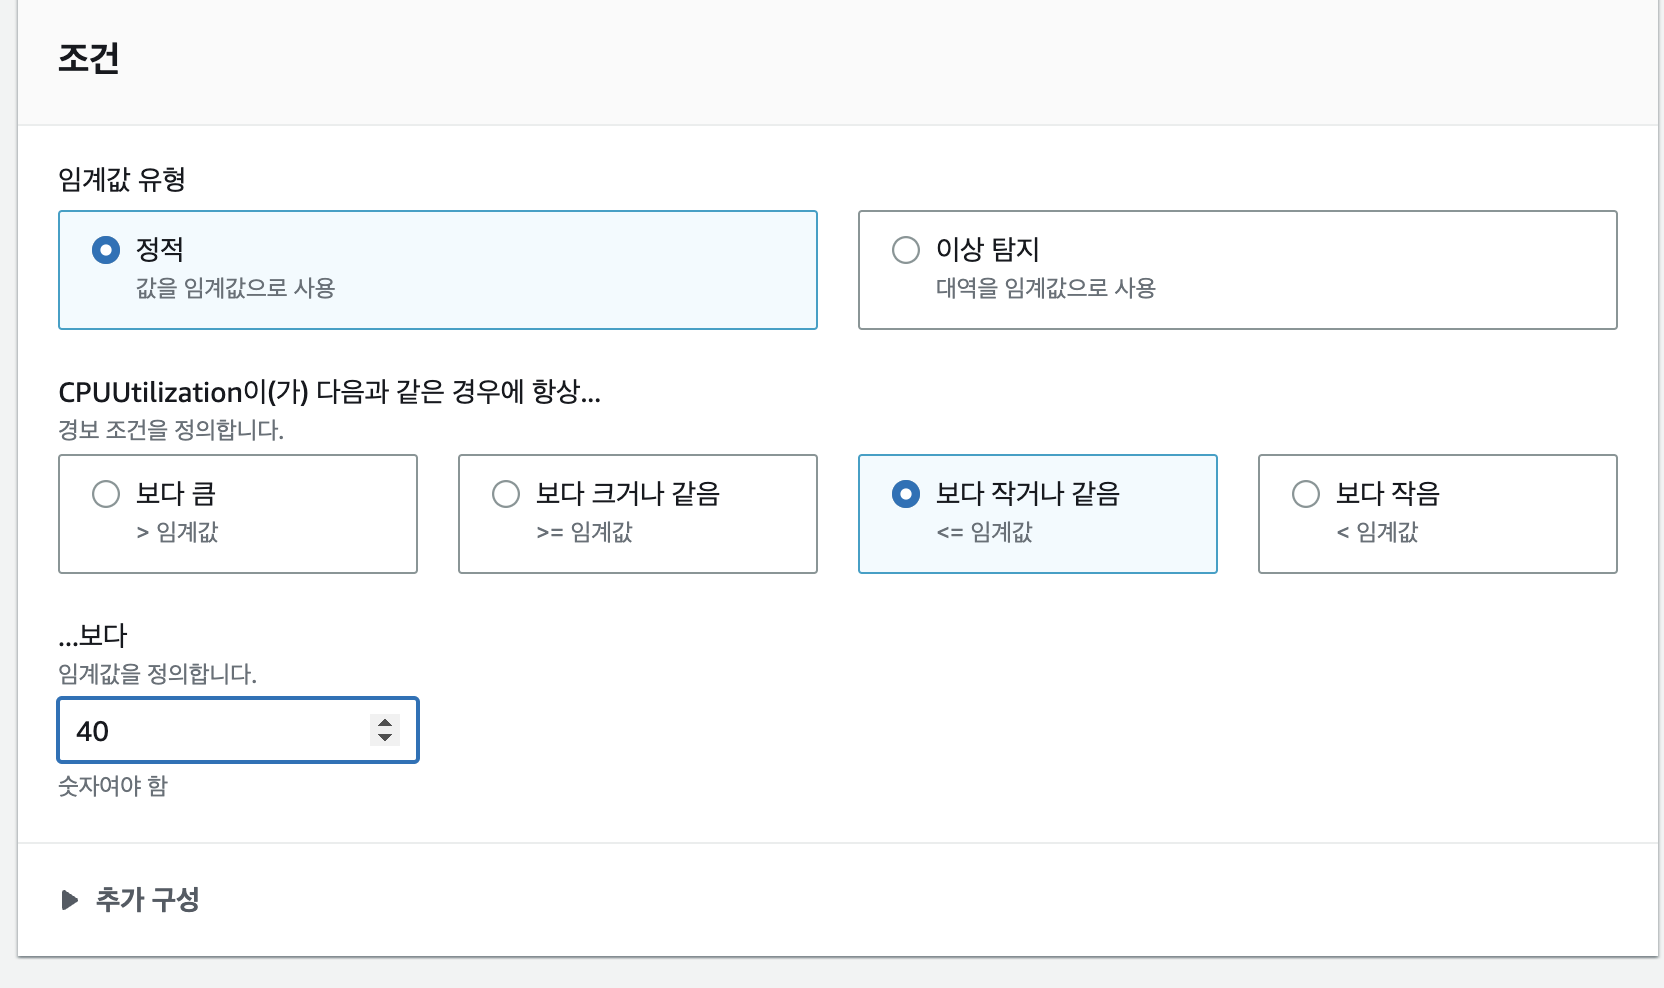 조건
임계값 유형
정적
값을 임계값으로 사용
이상 탐지
대역을 임계값으로 사용
CPUUtilization이(가) 다음과 같은 경우에 항상...
경보 조건을 정의합니다.
보다 큼
> 임계값
보다 크거나 같음
>= 임계값
보다 작거나 같음
<= 임계값
보다 작음
< 임계값
...보다
임계값을 정의합니다.
40
숫자여야 함
추가 구성